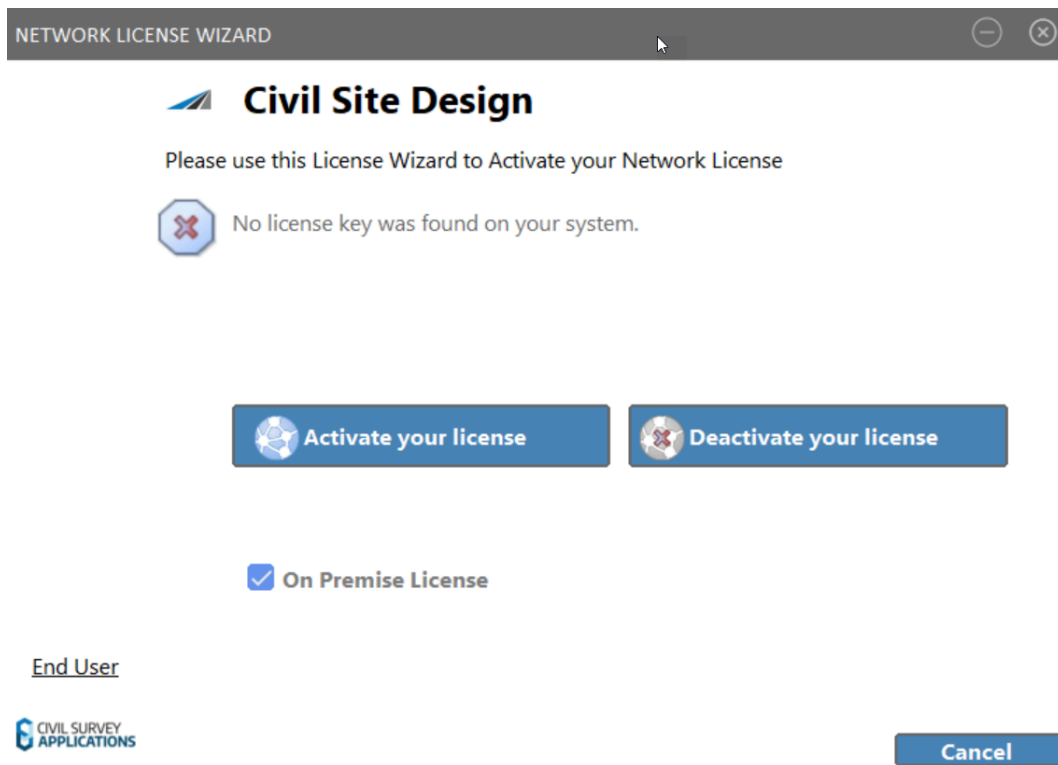 NETWORK LICENSE WIZARD
Civil Site Design
Please use this License Wizard to Activate your Network License
No license key was found on your system.
Activate your license
Deactivate your license
On Premise License
End User
CIVIL SURVEY
APPLICATIONS
Cancel